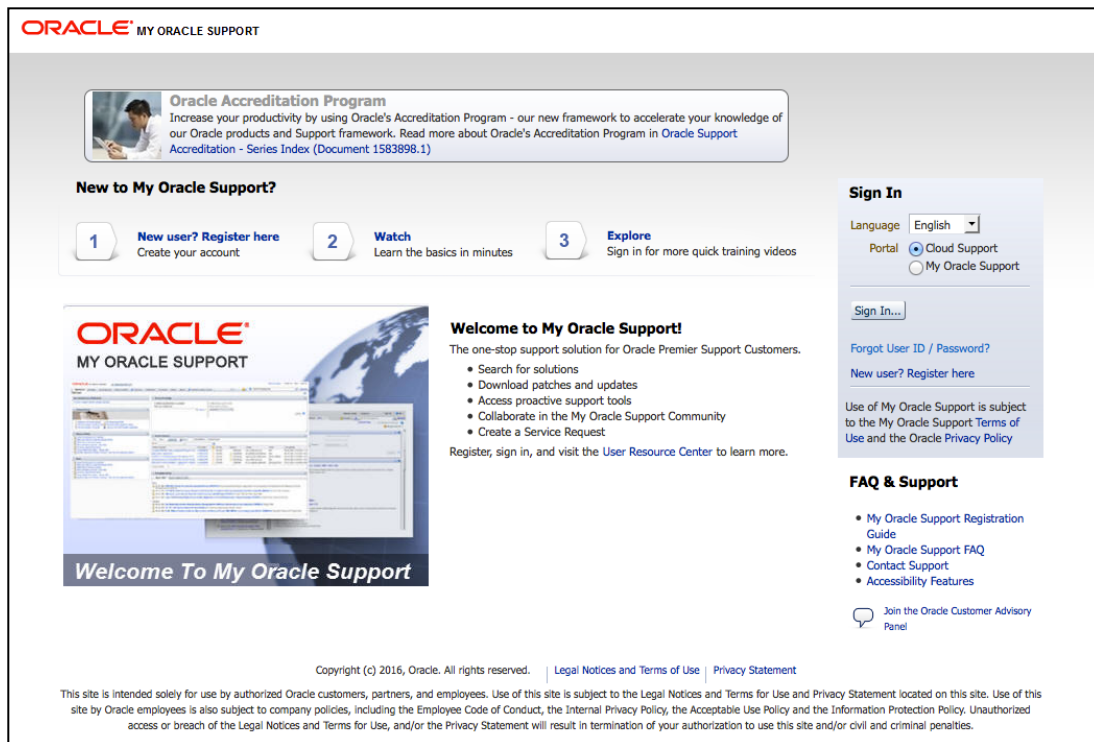 ORACLE® MY ORACLE SUPPORT
Oracle Accreditation Program
Increase your productivity by using Oracle's Accreditation Program - our new framework to accelerate your knowledge of
our Oracle products and Support framework. Read more about Oracle's Accreditation Program in Oracle Support
Accreditation - Series Index (Document 1583898.1)
New to My Oracle Support?
1
New user? Register here
Create your account
2
Watch
Learn the basics in minutes
3
Explore
Sign in for more quick training videos
ORACLE®
MY ORACLE SUPPORT
Welcome To My Oracle Support
Welcome to My Oracle Support!
The one-stop support solution for Oracle Premier Support Customers.
• Search for solutions
• Download patches and updates
• Access proactive support tools
• Collaborate in the My Oracle Support Community
• Create a Service Request
Register, sign in, and visit the User Resource Center to learn more.
Sign In
Language English
Portal Cloud Support
My Oracle Support
Sign In...
Forgot User ID / Password?
New user? Register here
Use of My Oracle Support is subject
to the My Oracle Support Terms of
Use and the Oracle Privacy Policy
FAQ & Support
• My Oracle Support Registration
Guide
• My Oracle Support FAQ
• Contact Support
• Accessibility Features
Join the Oracle Customer Advisory
Panel
Copyright (c) 2016, Oracle. All rights reserved. | Legal Notices and Terms of Use | Privacy Statement
This site is intended solely for use by authorized Oracle customers, partners, and employees. Use of this site is subject to the Legal Notices and Terms for Use and Privacy Statement located on this site. Use of this
site by Oracle employees is also subject to company policies, including the Employee Code of Conduct, the Internal Privacy Policy, the Acceptable Use Policy and the Information Protection Policy. Unauthorized
access or breach of the Legal Notices and Terms for Use, and/or the Privacy Statement will result in termination of your authorization to use this site and/or civil and criminal penalties.